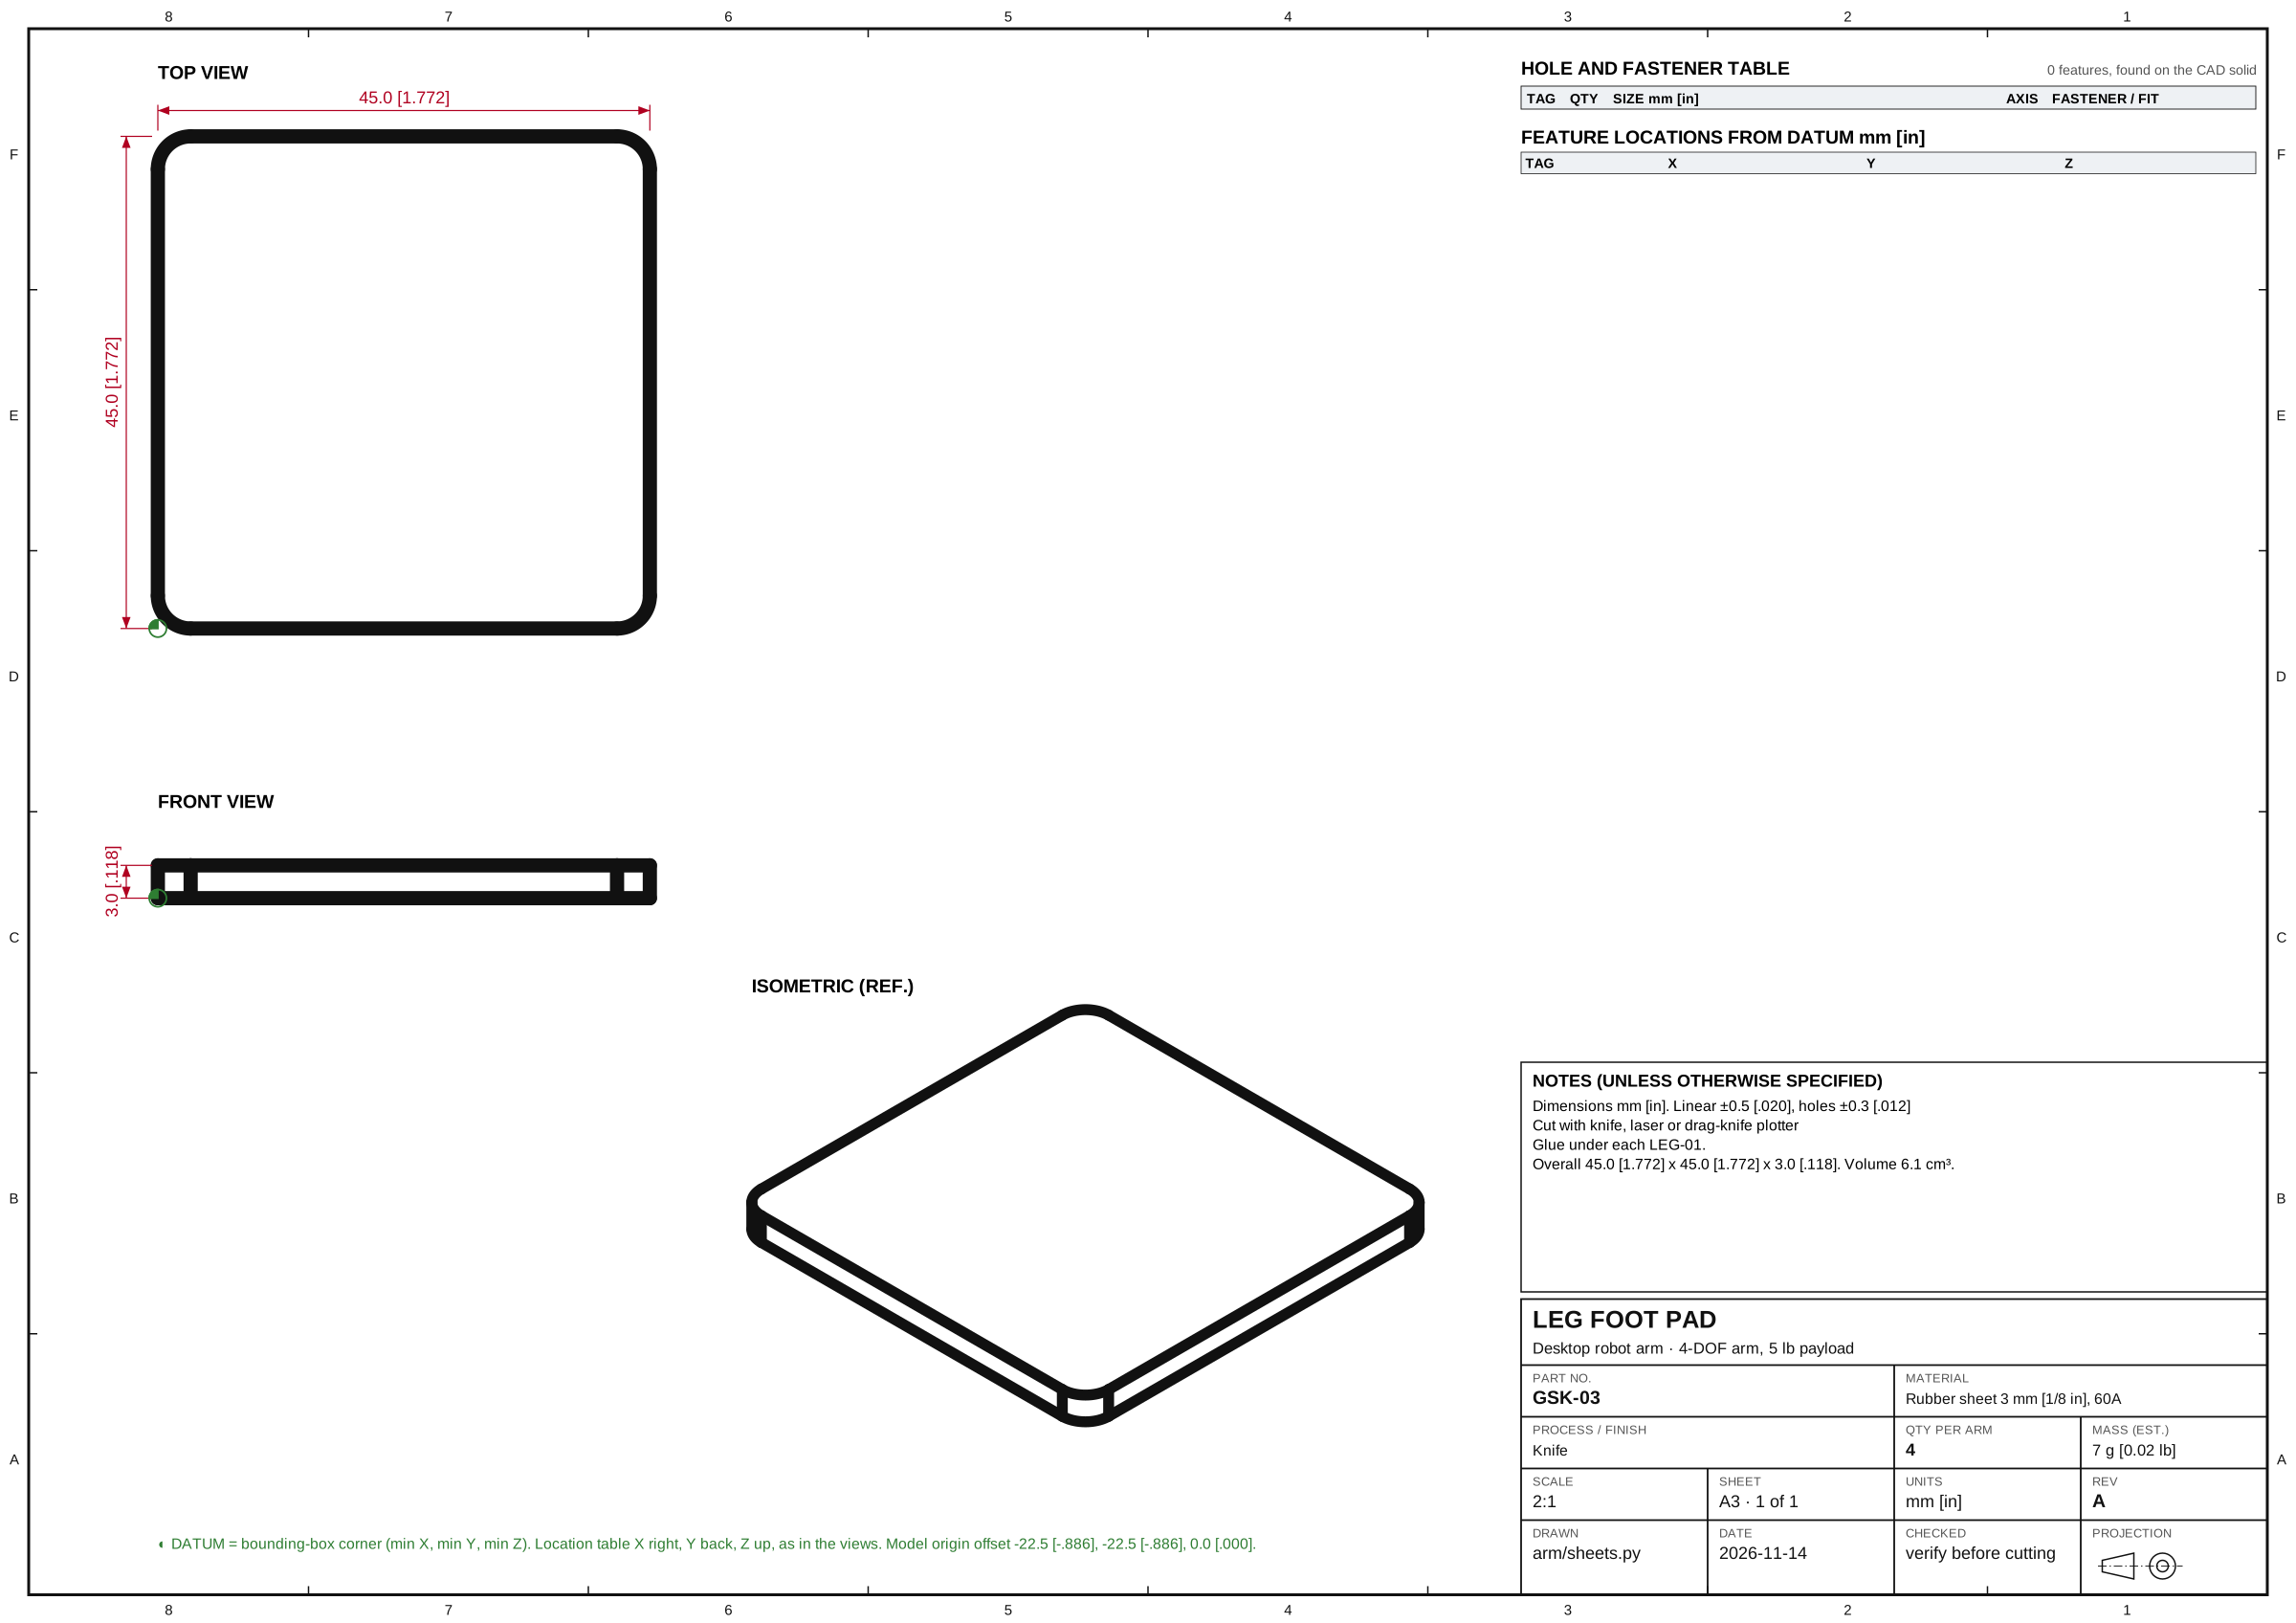 8 7 6 5 4 3 2 1
TOP VIEW
45.0 [1.772]
45.0 [1.772]
HOLE AND FASTENER TABLE
0 features, found on the CAD solid
TAG QTY SIZE mm [in] AXIS FASTENER / FIT
FEATURE LOCATIONS FROM DATUM mm [in]
TAG X Y Z
F F
E E
D D
FRONT VIEW
3.0 [.118]
C C
ISOMETRIC (REF.)
NOTES (UNLESS OTHERWISE SPECIFIED)
Dimensions mm [in]. Linear ±0.5 [.020], holes ±0.3 [.012]
Cut with knife, laser or drag-knife plotter
Glue under each LEG-01.
Overall 45.0 [1.772] x 45.0 [1.772] x 3.0 [.118]. Volume 6.1 cm³.
B B
LEG FOOT PAD
Desktop robot arm · 4-DOF arm, 5 lb payload
PART NO.
GSK-03
MATERIAL
Rubber sheet 3 mm [1/8 in], 60A
PROCESS / FINISH
Knife
QTY PER ARM
4
MASS (EST.)
7 g [0.02 lb]
A A
SCALE
2:1
SHEET
A3 · 1 of 1
UNITS
mm [in]
REV
A
DRAWN
arm/sheets.py
DATE
2026-11-14
CHECKED
verify before cutting
PROJECTION
DATUM = bounding-box corner (min X, min Y, min Z). Location table X right, Y back, Z up, as in the views. Model origin offset -22.5 [-.886], -22.5 [-.886], 0.0 [.000].
8 7 6 5 4 3 2 1